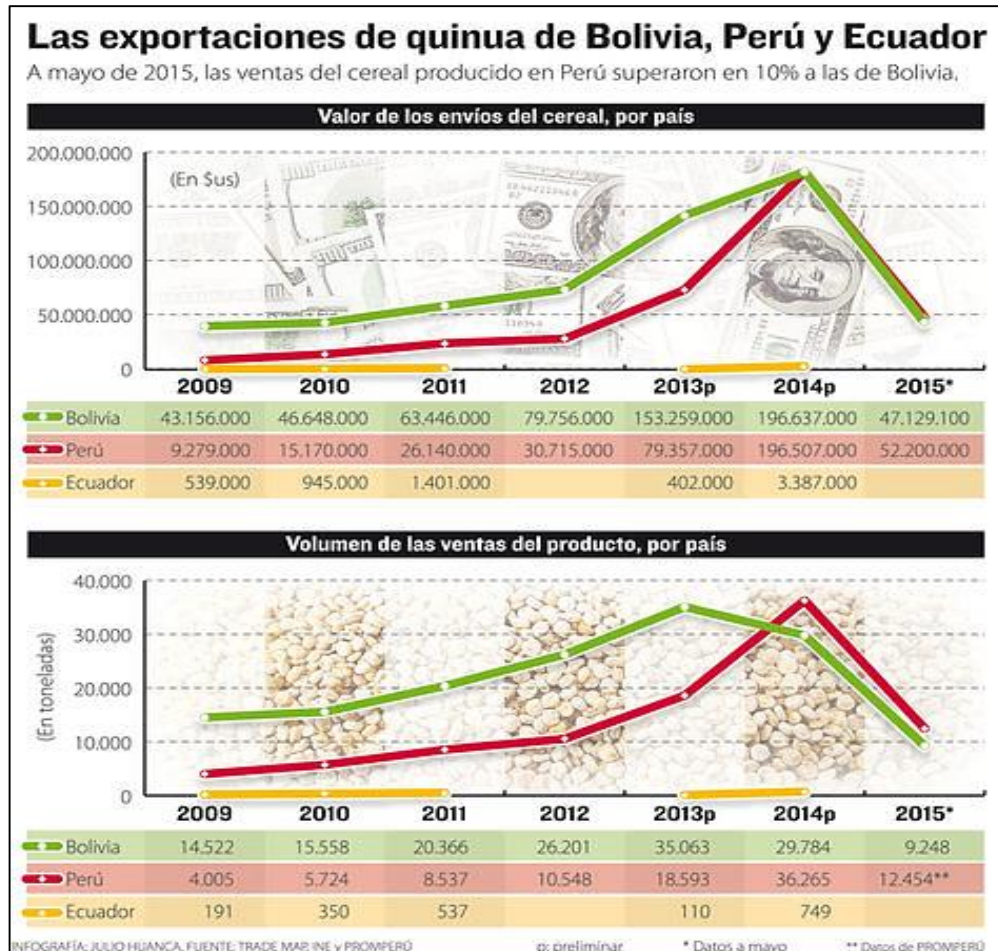 Las exportaciones de quinua de Bolivia, Perú y Ecuador
A mayo de 2015, las ventas del cereal producido en Perú superaron en 10% a las de Bolivia.
Valor de los envíos del cereal, por país
200.000.000
(En $us)
150.000.000
100.000.000
50.000.000
0
2009 2010 2011 2012 2013p 2014p 2015*
Bolivia 43.156.000 46.648.000 63.446.000 79.756.000 153.259.000 196.637.000 47.129.100
Perú 9.279.000 15.170.000 26.140.000 30.715.000 79.357.000 196.507.000 52.200.000
Ecuador 539.000 945.000 1.401.000 402.000 3.387.000
Volumen de las ventas del producto, por país
(En toneladas)
40.000
30.000
20.000
10.000
0
2009 2010 2011 2012 2013p 2014p 2015*
Bolivia 14.522 15.558 20.366 26.201 35.063 29.784 9.248
Perú 4.005 5.724 8.537 10.548 18.593 36.265 12.454**
Ecuador 191 350 537 110 749
INFOGRAFÍA: JULIO HUANCA. FUENTE: TRADE MAP, INE y PROMPERÚ p: preliminar * Datos a mayo ** Datos de PROMPERÚ